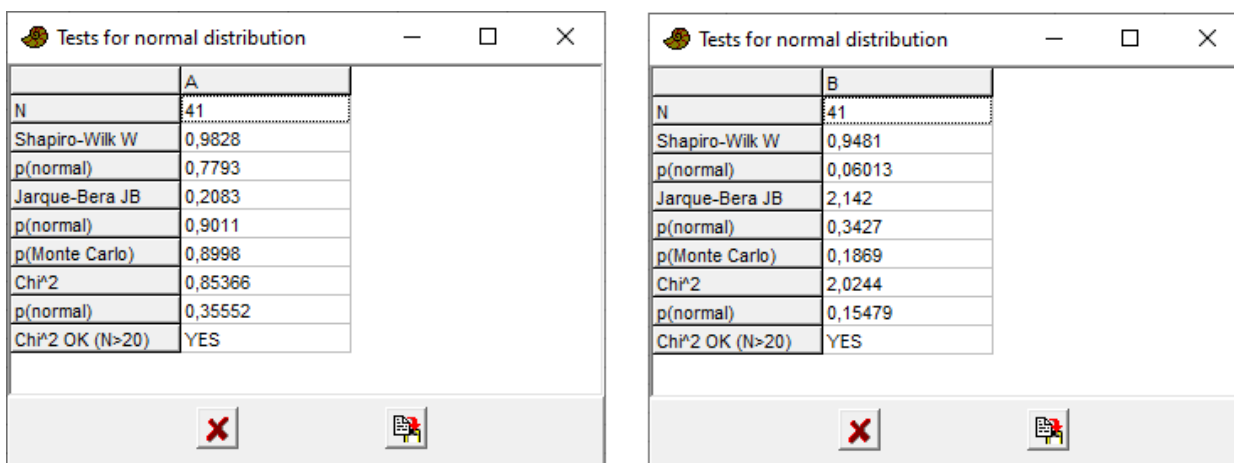 Tests for normal distribution
A
N 41
Shapiro-Wilk W 0,9828
p(normal) 0,7793
Jarque-Bera JB 0,2083
p(normal) 0,9011
p(Monte Carlo) 0,8998
Chi^2 0,85366
p(normal) 0,35552
Chi^2 OK (N>20) YES
Tests for normal distribution
B
N 41
Shapiro-Wilk W 0,9481
p(normal) 0,06013
Jarque-Bera JB 2,142
p(normal) 0,3427
p(Monte Carlo) 0,1869
Chi^2 2,0244
p(normal) 0,15479
Chi^2 OK (N>20) YES